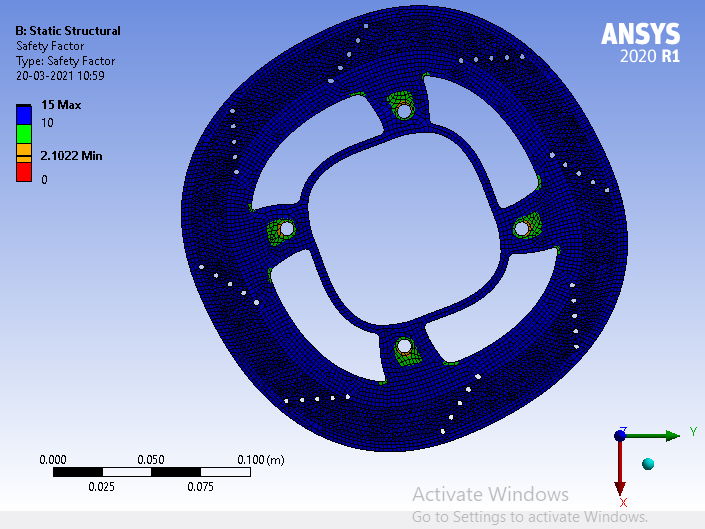 B: Static Structural
Safety Factor
Type: Safety Factor
20-03-2021 10:59
ANSYS
2020 R1
15 Max
10
2.1022 Min
0
0.000
0.050
0.100 (m)
0.025
0.075
Z
Y
X
Activate Windows
Go to Settings to activate Windows.